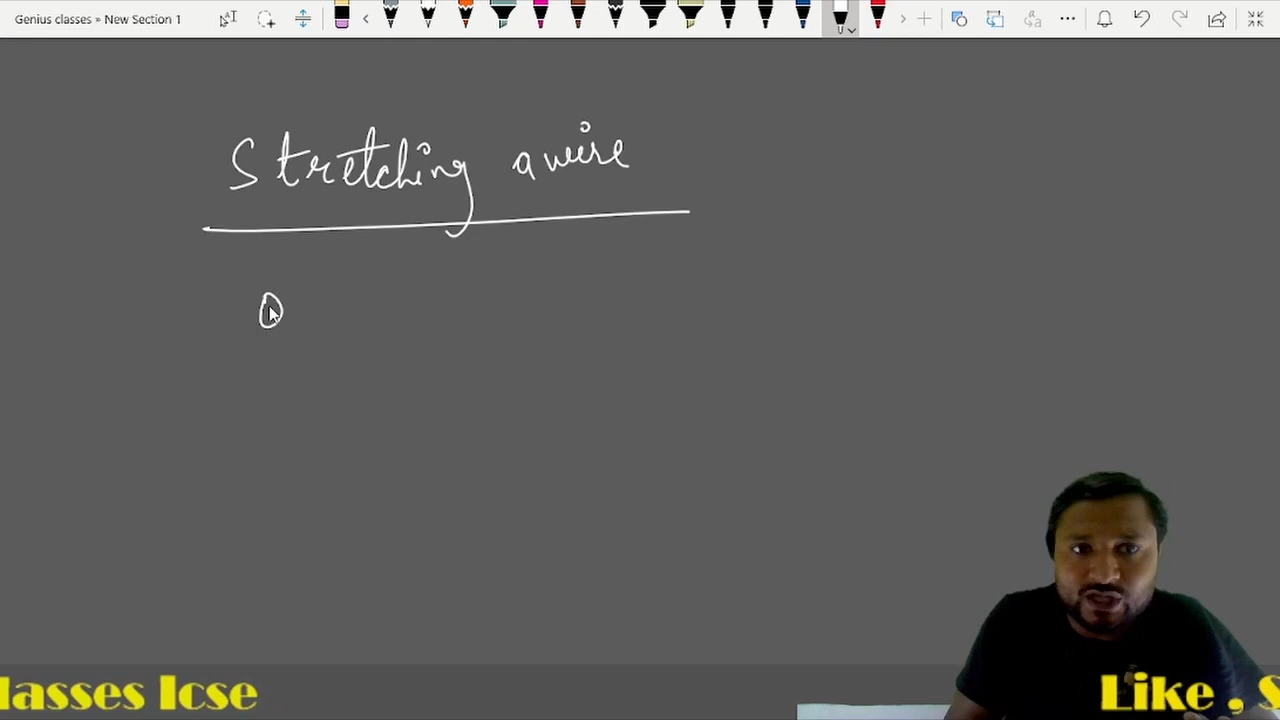 Genius classes » New Section 1
Stretching a wire
lasses Icse
Like , S